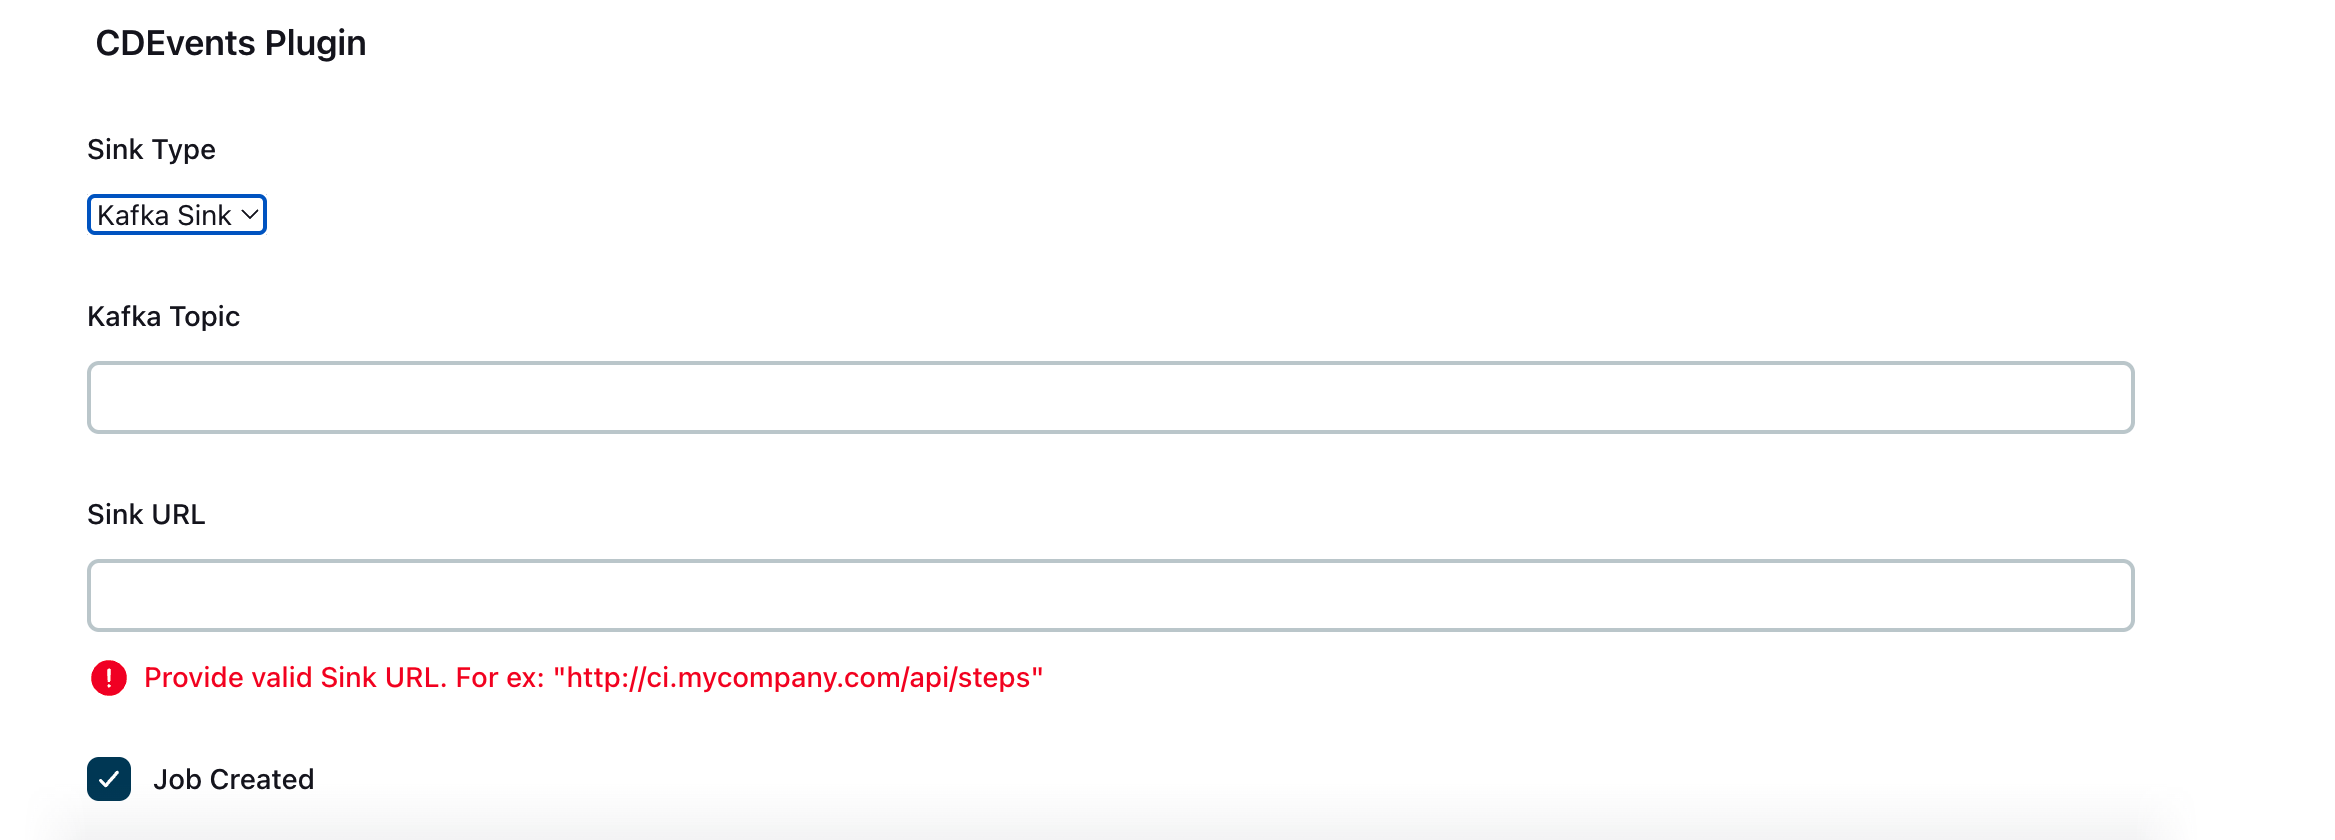 CDEvents Plugin
Sink Type
Kafka Sink
Kafka Topic
Sink URL
Provide valid Sink URL. For ex: "http://ci.mycompany.com/api/steps"
Job Created